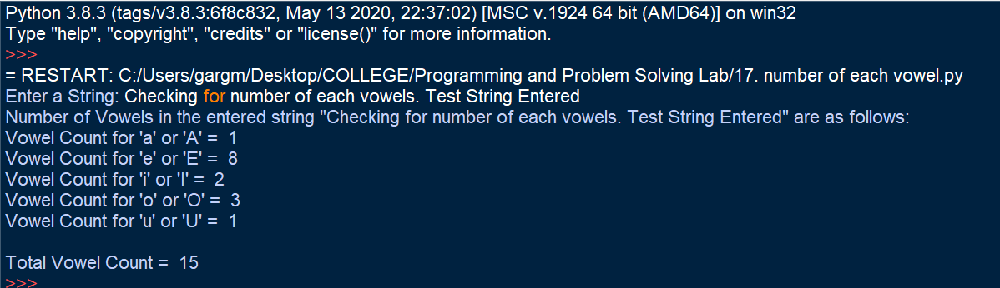 Python 3.8.3 (tags/v3.8.3:6f8c832, May 13 2020, 22:37:02) [MSC v.1924 64 bit (AMD64)] on win32
Type "help", "copyright", "credits" or "license()" for more information.
>>>
= RESTART: C:/Users/gargm/Desktop/COLLEGE/Programming and Problem Solving Lab/17. number of each vowel.py
Enter a String: Checking for number of each vowels. Test String Entered
Number of Vowels in the entered string "Checking for number of each vowels. Test String Entered" are as follows:
Vowel Count for 'a' or 'A' =  1
Vowel Count for 'e' or 'E' =  8
Vowel Count for 'i' or 'I' =  2
Vowel Count for 'o' or 'O' =  3
Vowel Count for 'u' or 'U' =  1
Total Vowel Count =  15
>>>